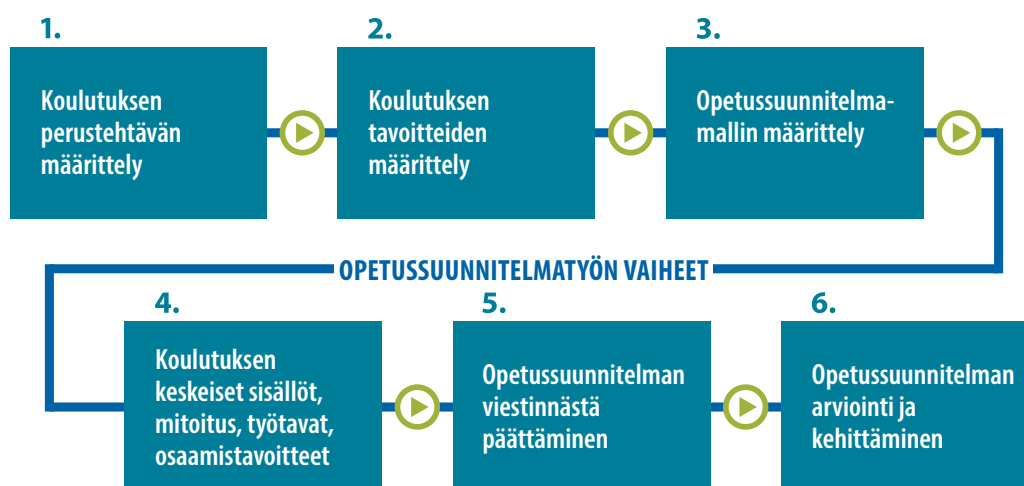 1.
Koulutuksen
perustehtävän
määrittely
2.
Koulutuksen
tavoitteiden
määrittely
3.
Opetussuunnitelma-
mallin määrittely
OPETUSSUUNNITELMATYÖN VAIHEET
4.
Koulutuksen
keskeiset sisällöt,
mitoitus, työtavat,
osaamistavoitteet
5.
Opetussuunnitelman
viestinnästä
päättäminen
6.
Opetussuunnitelman
arviointi ja
kehittäminen